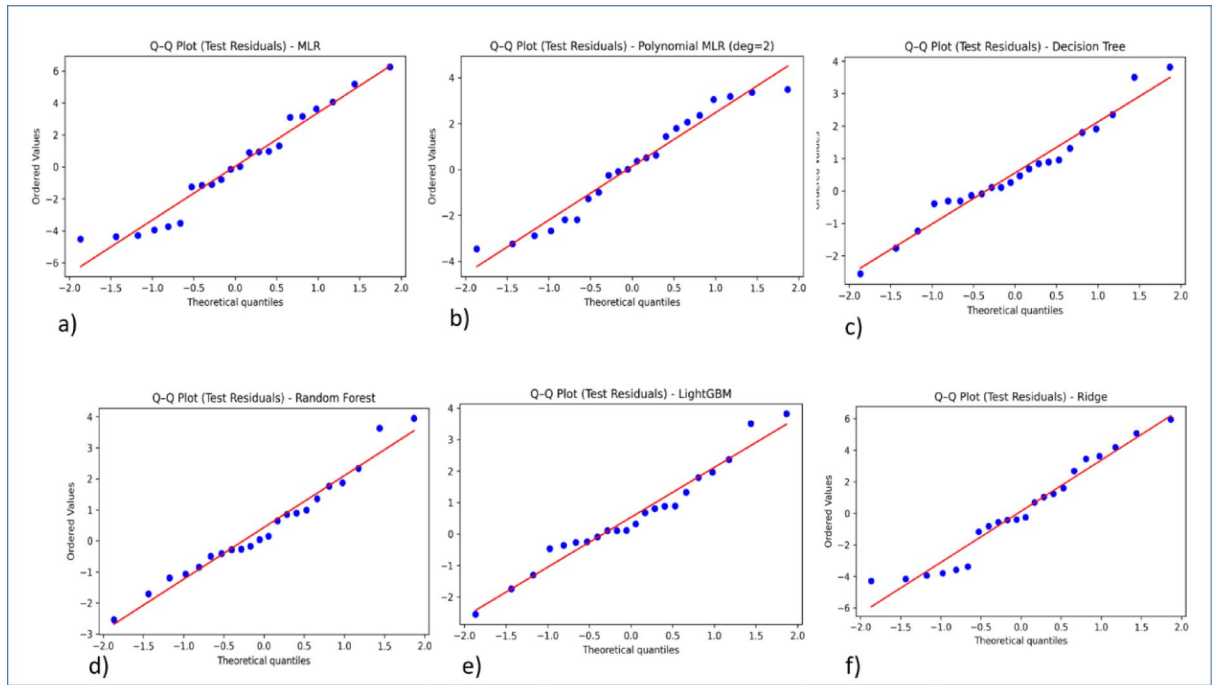 Q-Q Plot (Test Residuals) - MLR
Ordered Values
6
4
2
0
−2
−4
−6
−2.0 −1.5 −1.0 −0.5 0.0 0.5 1.0 1.5 2.0
Theoretical quantiles
a)
Q-Q Plot (Test Residuals) - Polynomial MLR (deg=2)
Ordered Values
4
2
0
−2
−4
−2.0 −1.5 −1.0 −0.5 0.0 0.5 1.0 1.5 2.0
Theoretical quantiles
b)
Q-Q Plot (Test Residuals) - Decision Tree
Ordered Values
4
3
2
1
0
−1
−2
−2.0 −1.5 −1.0 −0.5 0.0 0.5 1.0 1.5 2.0
Theoretical quantiles
c)
Q-Q Plot (Test Residuals) - Random Forest
Ordered Values
4
3
2
1
0
−1
−2
−3
−2.0 −1.5 −1.0 −0.5 0.0 0.5 1.0 1.5 2.0
Theoretical quantiles
d)
Q-Q Plot (Test Residuals) - LightGBM
Ordered Values
4
3
2
1
0
−1
−2
−2.0 −1.5 −1.0 −0.5 0.0 0.5 1.0 1.5 2.0
Theoretical quantiles
e)
Q-Q Plot (Test Residuals) - Ridge
Ordered Values
6
4
2
0
−2
−4
−6
−2.0 −1.5 −1.0 −0.5 0.0 0.5 1.0 1.5 2.0
Theoretical quantiles
f)